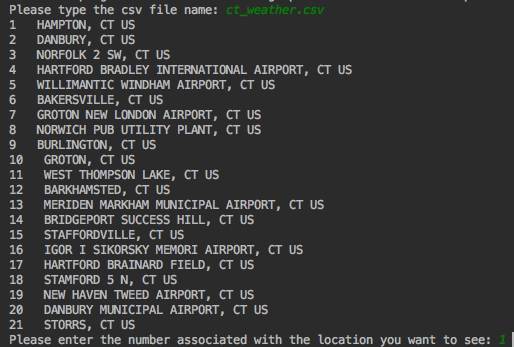 Please type the csv file name: ct_weather.csv
1 HAMPTON, CT US
2 DANBURY, CT US
3 NORFOLK 2 SW, CT US
4 HARTFORD BRADLEY INTERNATIONAL AIRPORT, CT US
5 WILLIMANTIC WINDHAM AIRPORT, CT US
6 BAKERSVILLE, CT US
7 GROTON NEW LONDON AIRPORT, CT US
8 NORWICH PUB UTILITY PLANT, CT US
9 BURLINGTON, CT US
10 GROTON, CT US
11 WEST THOMPSON LAKE, CT US
12 BARKHAMSTED, CT US
13 MERIDEN MARKHAM MUNICIPAL AIRPORT, CT US
14 BRIDGEPORT SUCCESS HILL, CT US
15 STAFFORDVILLE, CT US
16 IGOR I SIKORSKY MEMORI AIRPORT, CT US
17 HARTFORD BRAINARD FIELD, CT US
18 STAMFORD 5 N, CT US
19 NEW HAVEN TWEED AIRPORT, CT US
20 DANBURY MUNICIPAL AIRPORT, CT US
21 STORRS, CT US
Please enter the number associated with the location you want to see: 1